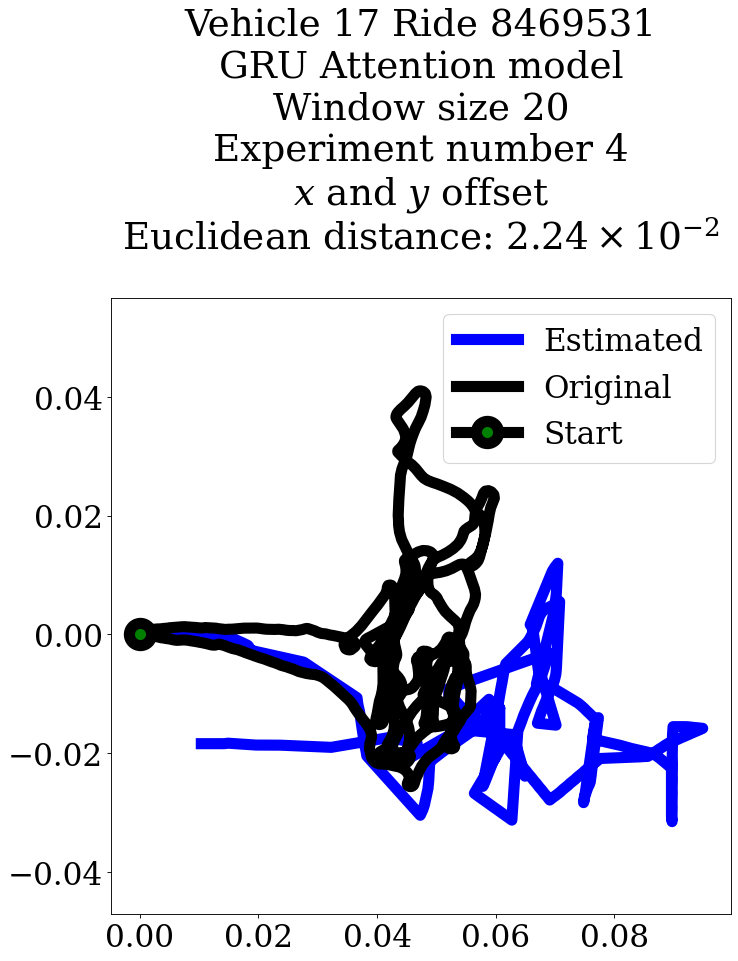 Vehicle 17 Ride 8469531
GRU Attention model
Window size 20
Experiment number 4
x and y offset
Euclidean distance: 2.24 × 10⁻²
Estimated
Original
Start
0.04
0.02
0.00
−0.02
−0.04
0.00 0.02 0.04 0.06 0.08